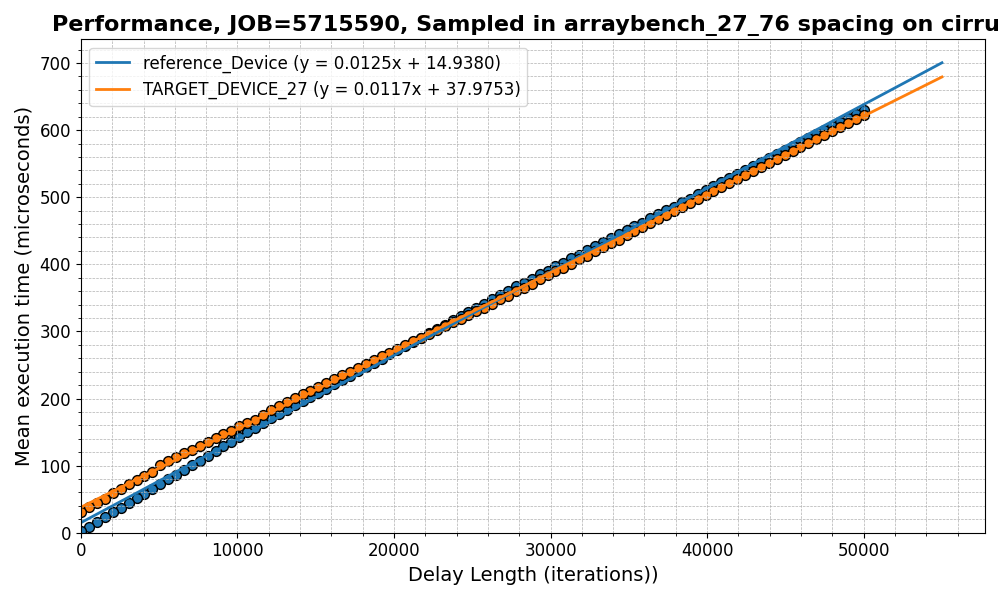 Performance, JOB=5715590, Sampled in arraybench_27_76 spacing on cirru
reference_Device (y = 0.0125x + 14.9380)
TARGET_DEVICE_27 (y = 0.0117x + 37.9753)
Mean execution time (microseconds)
700
600
500
400
300
200
100
0
0 10000 20000 30000 40000 50000
Delay Length (iterations))